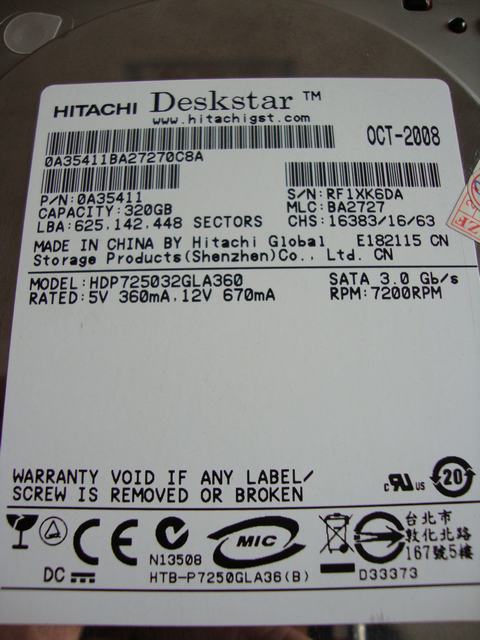 HITACHI Deskstar™
www.hitachigst.com
OCT-2008
0A35411BA27270C8A
P/N:0A35411
S/N:RF1XK6DA
CAPACITY:320GB
MLC:BA2727
LBA:625,142,448 SECTORS
CHS:16383/16/63
MADE IN CHINA BY Hitachi Global
E182115 CN
Storage Products(Shenzhen)Co., Ltd. CN
MODEL:HDP725032GLA360
SATA 3.0 Gb/s
RATED:5V 360mA,12V 670mA
RPM:7200RPM
WARRANTY VOID IF ANY LABEL/
SCREW IS REMOVED OR BROKEN
c RU us
20
CE
MIC
N13508
台北市
敦化北路
167號5樓
DC
HTB-P7250GLA36(B)
D33373